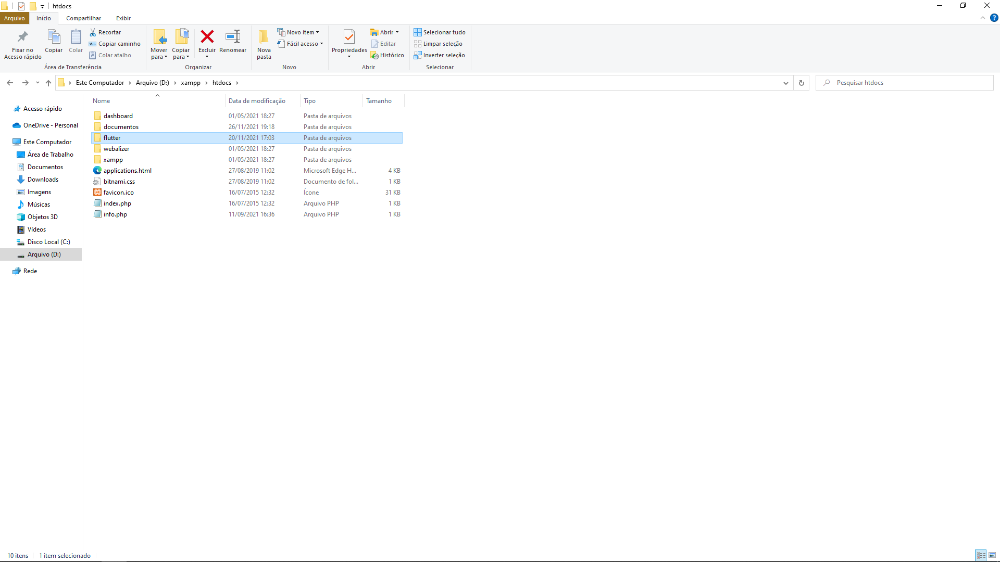 htdocs
Arquivo Início Compartilhar Exibir
Fixar no Acesso rápido
Copiar
Colar
Recortar
Copiar caminho
Colar atalho
Área de Transferência
Mover para
Copiar para
Excluir
Renomear
Organizar
Nova pasta
Novo item
Fácil acesso
Novo
Propriedades
Abrir
Editar
Histórico
Abrir
Selecionar tudo
Limpar seleção
Inverter seleção
Selecionar
Este Computador Arquivo (D:) xampp htdocs
Pesquisar htdocs
Acesso rápido
OneDrive - Personal
Este Computador
Área de Trabalho
Documentos
Downloads
Imagens
Músicas
Objetos 3D
Vídeos
Disco Local (C:)
Arquivo (D:)
Rede
Nome Data de modificação Tipo Tamanho
dashboard 01/05/2021 18:27 Pasta de arquivos
documentos 26/11/2021 19:18 Pasta de arquivos
flutter 20/11/2021 17:03 Pasta de arquivos
webalizer 01/05/2021 18:27 Pasta de arquivos
xampp 01/05/2021 18:27 Pasta de arquivos
applications.html 27/08/2019 11:02 Microsoft Edge H... 4 KB
bitnami.css 27/08/2019 11:02 Documento de fol... 1 KB
favicon.ico 16/07/2015 12:32 Ícone 31 KB
index.php 16/07/2015 12:32 Arquivo PHP 1 KB
info.php 11/09/2021 16:36 Arquivo PHP 1 KB
10 itens 1 item selecionado